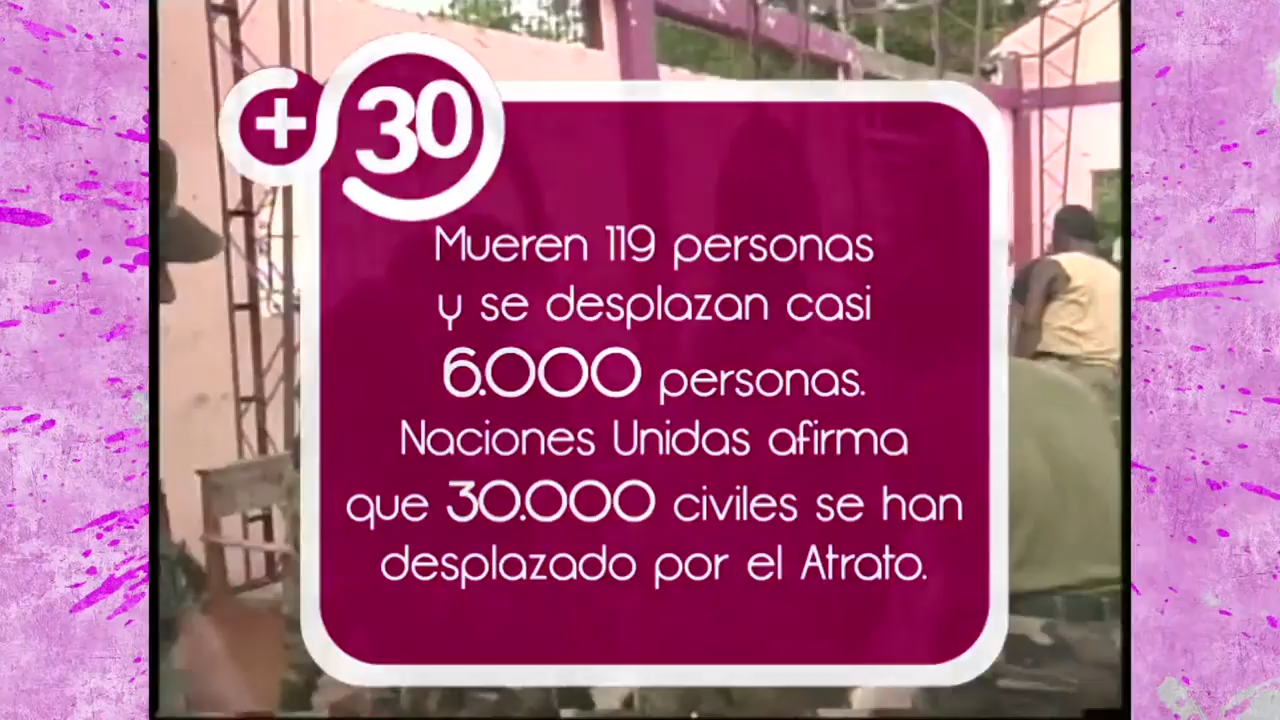 +30
Mueren 119 personas
y se desplazan casi
6.000 personas.
Naciones Unidas afirma
que 30.000 civiles se han
desplazado por el Atrato.